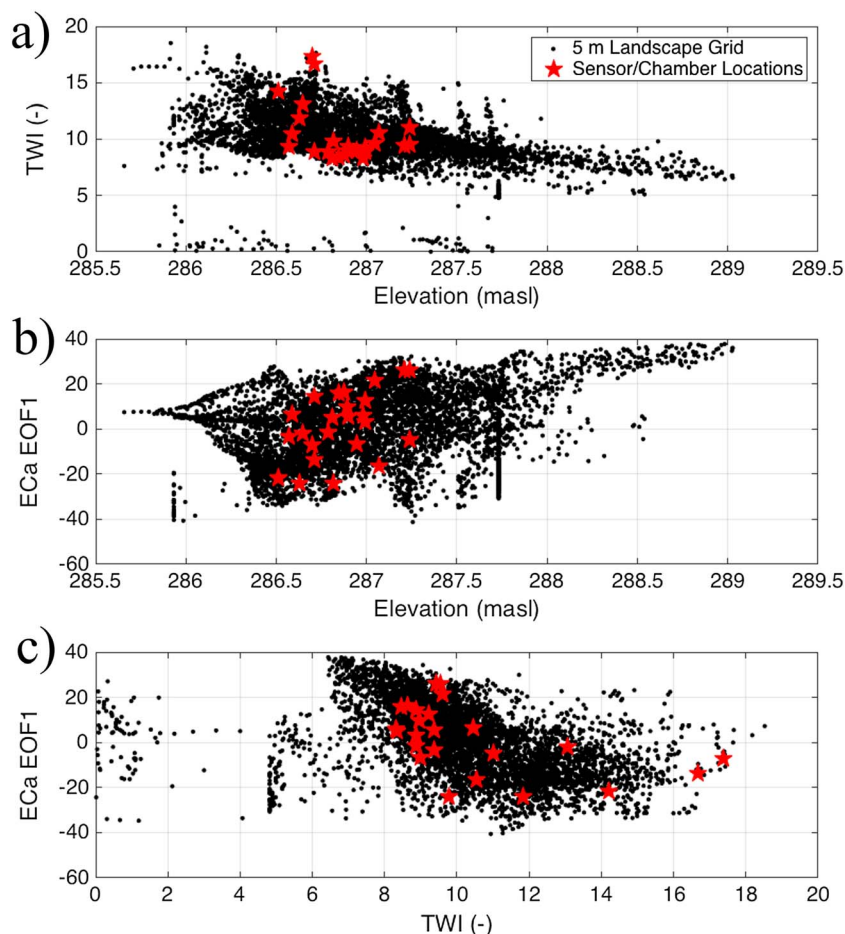 a)
20
15
10
5
0
TWI (-)
5 m Landscape Grid
Sensor/Chamber Locations
285.5 286 286.5 287 287.5 288 288.5 289 289.5
Elevation (masl)
b)
40
20
0
-20
-40
-60
ECa EOF1
285.5 286 286.5 287 287.5 288 288.5 289 289.5
Elevation (masl)
c)
40
20
0
-20
-40
-60
ECa EOF1
0 2 4 6 8 10 12 14 16 18 20
TWI (-)